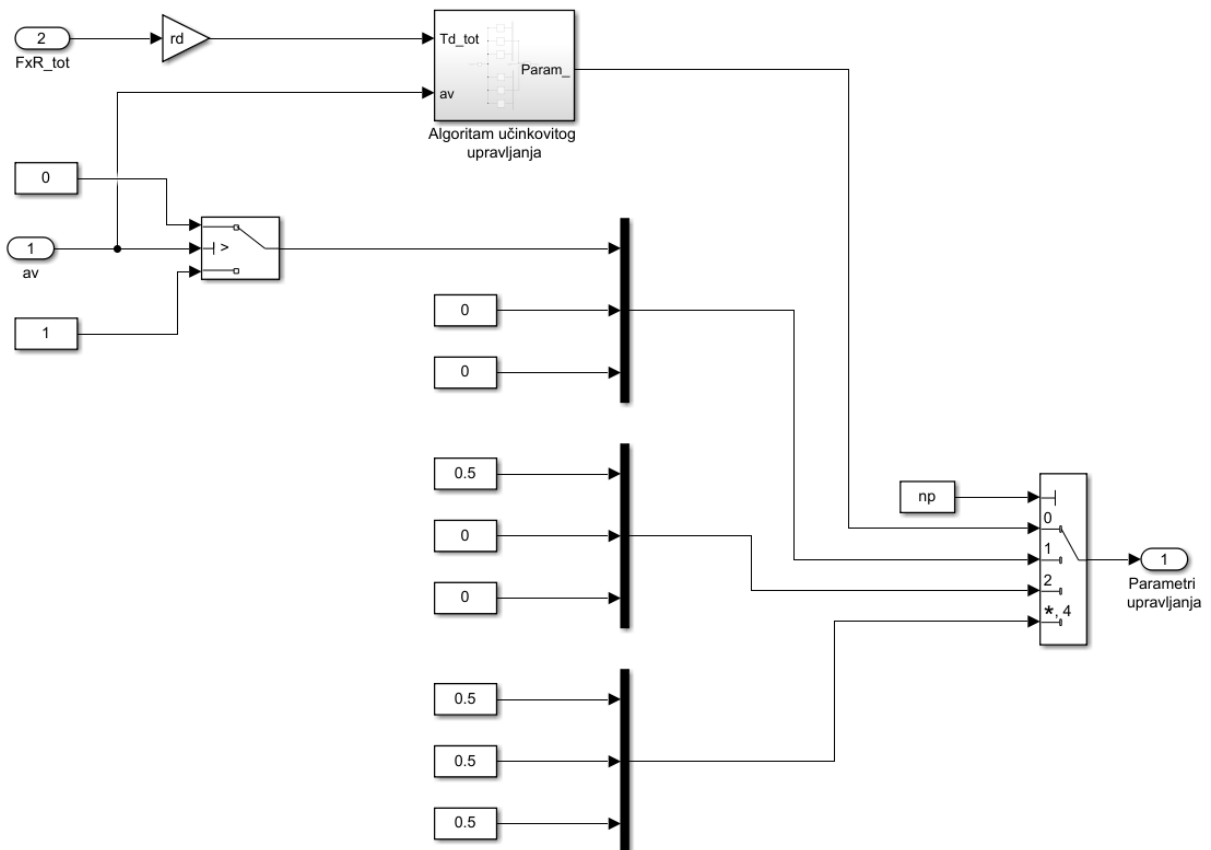 2
FxR_tot
rd
Td_tot
Param_
av
Algoritam učinkovitog
upravljanja
0
1
av
>
1
0
0
0.5
0
0
np
0
1
2
*, 4
1
Parametri
upravljanja
0.5
0.5
0.5